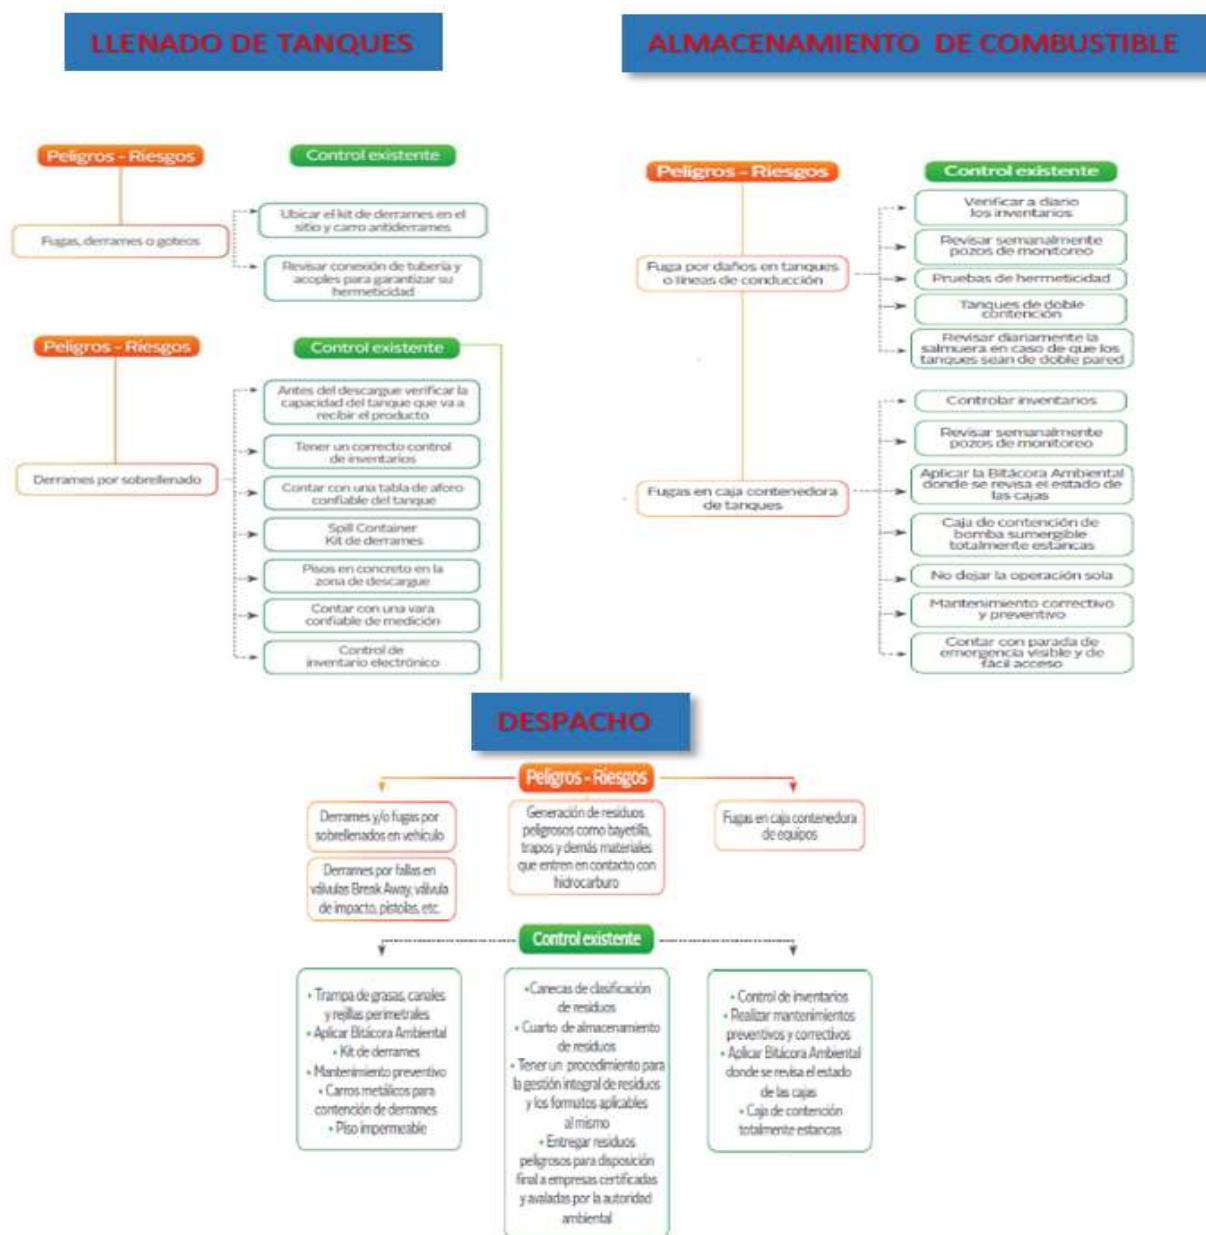 LLENADO DE TANQUES
Peligros - Riesgos
Control existente
Fugas, derrames o goteos
Ubicar el kit de derrames en el
sitio y carro antiderrames
Revisar conexión de tubería y
acoples para garantizar su
hermeticidad
Peligros - Riesgos
Control existente
Derrames por sobrellenado
Antes del descargue verificar la
capacidad del tanque que va a
recibir el producto
Tener un correcto control
de inventarios
Contar con una tabla de aforo
confiable del tanque
Spill Container
Kit de derrames
Pisos en concreto en la
zona de descargue
Contar con una vara
confiable de medición
Control de
inventario electrónico
ALMACENAMIENTO DE COMBUSTIBLE
Peligros - Riesgos
Control existente
Fuga por daños en tanques
o líneas de conducción
Verificar a diario
los inventarios
Revisar semanalmente
pozos de monitoreo
Pruebas de hermeticidad
Tanques de doble
contención
Revisar diariamente la
salmuera en caso de que los
tanques sean de doble pared
Fugas en caja contenedora
de tanques
Controlar inventarios
Revisar semanalmente
pozos de monitoreo
Aplicar la Bitácora Ambiental
donde se revisa el estado de
las cajas
Caja de contención de
bomba sumergible
totalmente estancas
No dejar la operación sola
Mantenimiento correctivo
y preventivo
Contar con parada de
emergencia visible y de
fácil acceso
DESPACHO
Peligros - Riesgos
Derrames y/o fugas por
sobrellenados en vehículo
Derrames por fallas en
válvulas Break Away, válvula
de impacto, pistolas, etc.
Generación de residuos
peligrosos como bayetilla,
trapos y demás materiales
que entren en contacto con
hidrocarburo
Fugas en caja contenedora
de equipos
Control existente
• Trampa de grasas, canales
y rejillas perimetrales
• Aplicar Bitácora Ambiental
• Kit de derrames
• Mantenimiento preventivo
• Carros metálicos para
contención de derrames
• Piso impermeable
• Canecas de clasificación
de residuos
• Cuarto de almacenamiento
de residuos
• Tener un procedimiento para
la gestión integral de residuos
y los formatos aplicables
al mismo
• Entregar residuos
peligrosos para disposición
final a empresas certificadas
y avaladas por la autoridad
ambiental
• Control de inventarios
• Realizar mantenimientos
preventivos y correctivos
• Aplicar Bitácora Ambiental
donde se revisa el estado
de las cajas
• Caja de contención
totalmente estancas